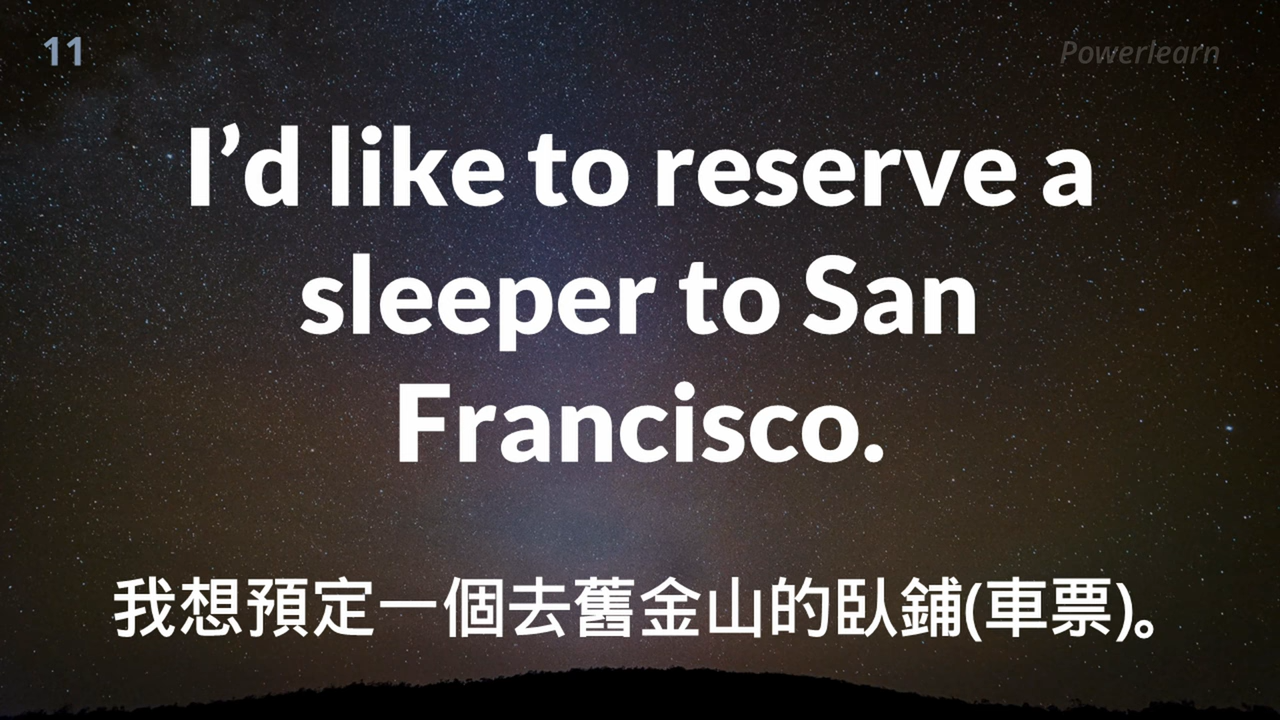 11
Powerlearn
I’d like to reserve a
sleeper to San
Francisco.
我想預定一個去舊金山的臥鋪(車票)。